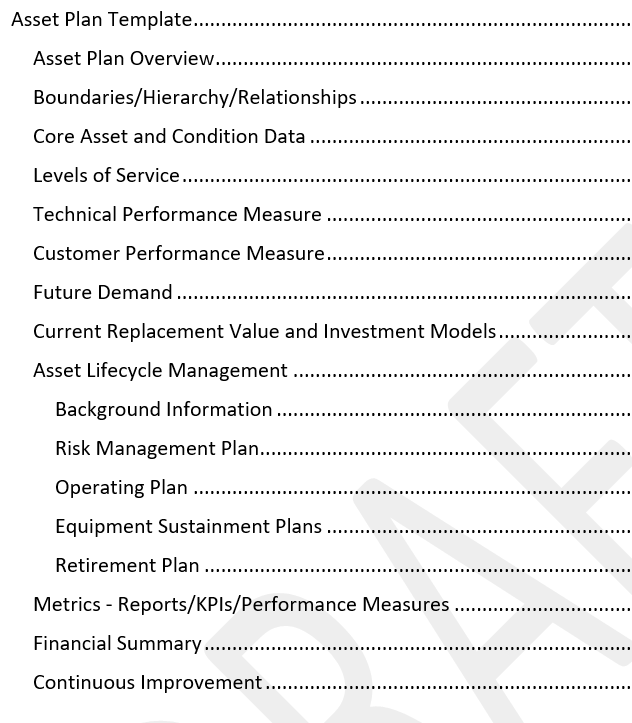 Asset Plan Template
Asset Plan Overview
Boundaries/Hierarchy/Relationships
Core Asset and Condition Data
Levels of Service
Technical Performance Measure
Customer Performance Measure
Future Demand
Current Replacement Value and Investment Models
Asset Lifecycle Management
Background Information
Risk Management Plan
Operating Plan
Equipment Sustainment Plans
Retirement Plan
Metrics - Reports/KPIs/Performance Measures
Financial Summary
Continuous Improvement
DRAFT